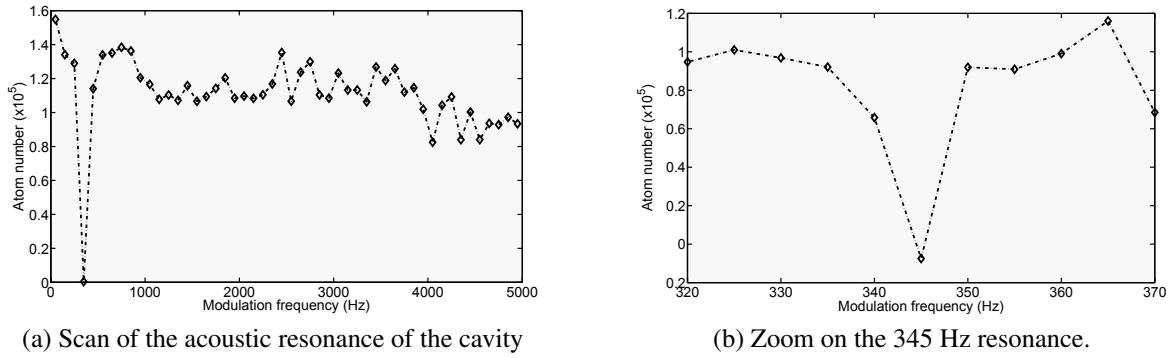 1.6
1.4
1.2
1
0.8
0.6
0.4
0.2
0
Atom number (x10⁵)
0 1000 2000 3000 4000 5000
Modulation frequency (Hz)
(a) Scan of the acoustic resonance of the cavity
1.2
1
0.8
0.6
0.4
0.2
0
0.2
Atom number (x10⁵)
320 330 340 350 360 370
Modulation frequency (Hz)
(b) Zoom on the 345 Hz resonance.